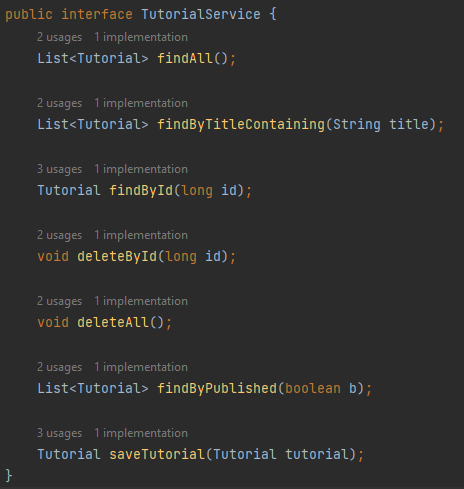 public interface TutorialService {
2 usages 1 implementation
List<Tutorial> findAll();
2 usages 1 implementation
List<Tutorial> findByTitleContaining(String title);
3 usages 1 implementation
Tutorial findById(long id);
2 usages 1 implementation
void deleteById(long id);
2 usages 1 implementation
void deleteAll();
2 usages 1 implementation
List<Tutorial> findByPublished(boolean b);
3 usages 1 implementation
Tutorial saveTutorial(Tutorial tutorial);
}